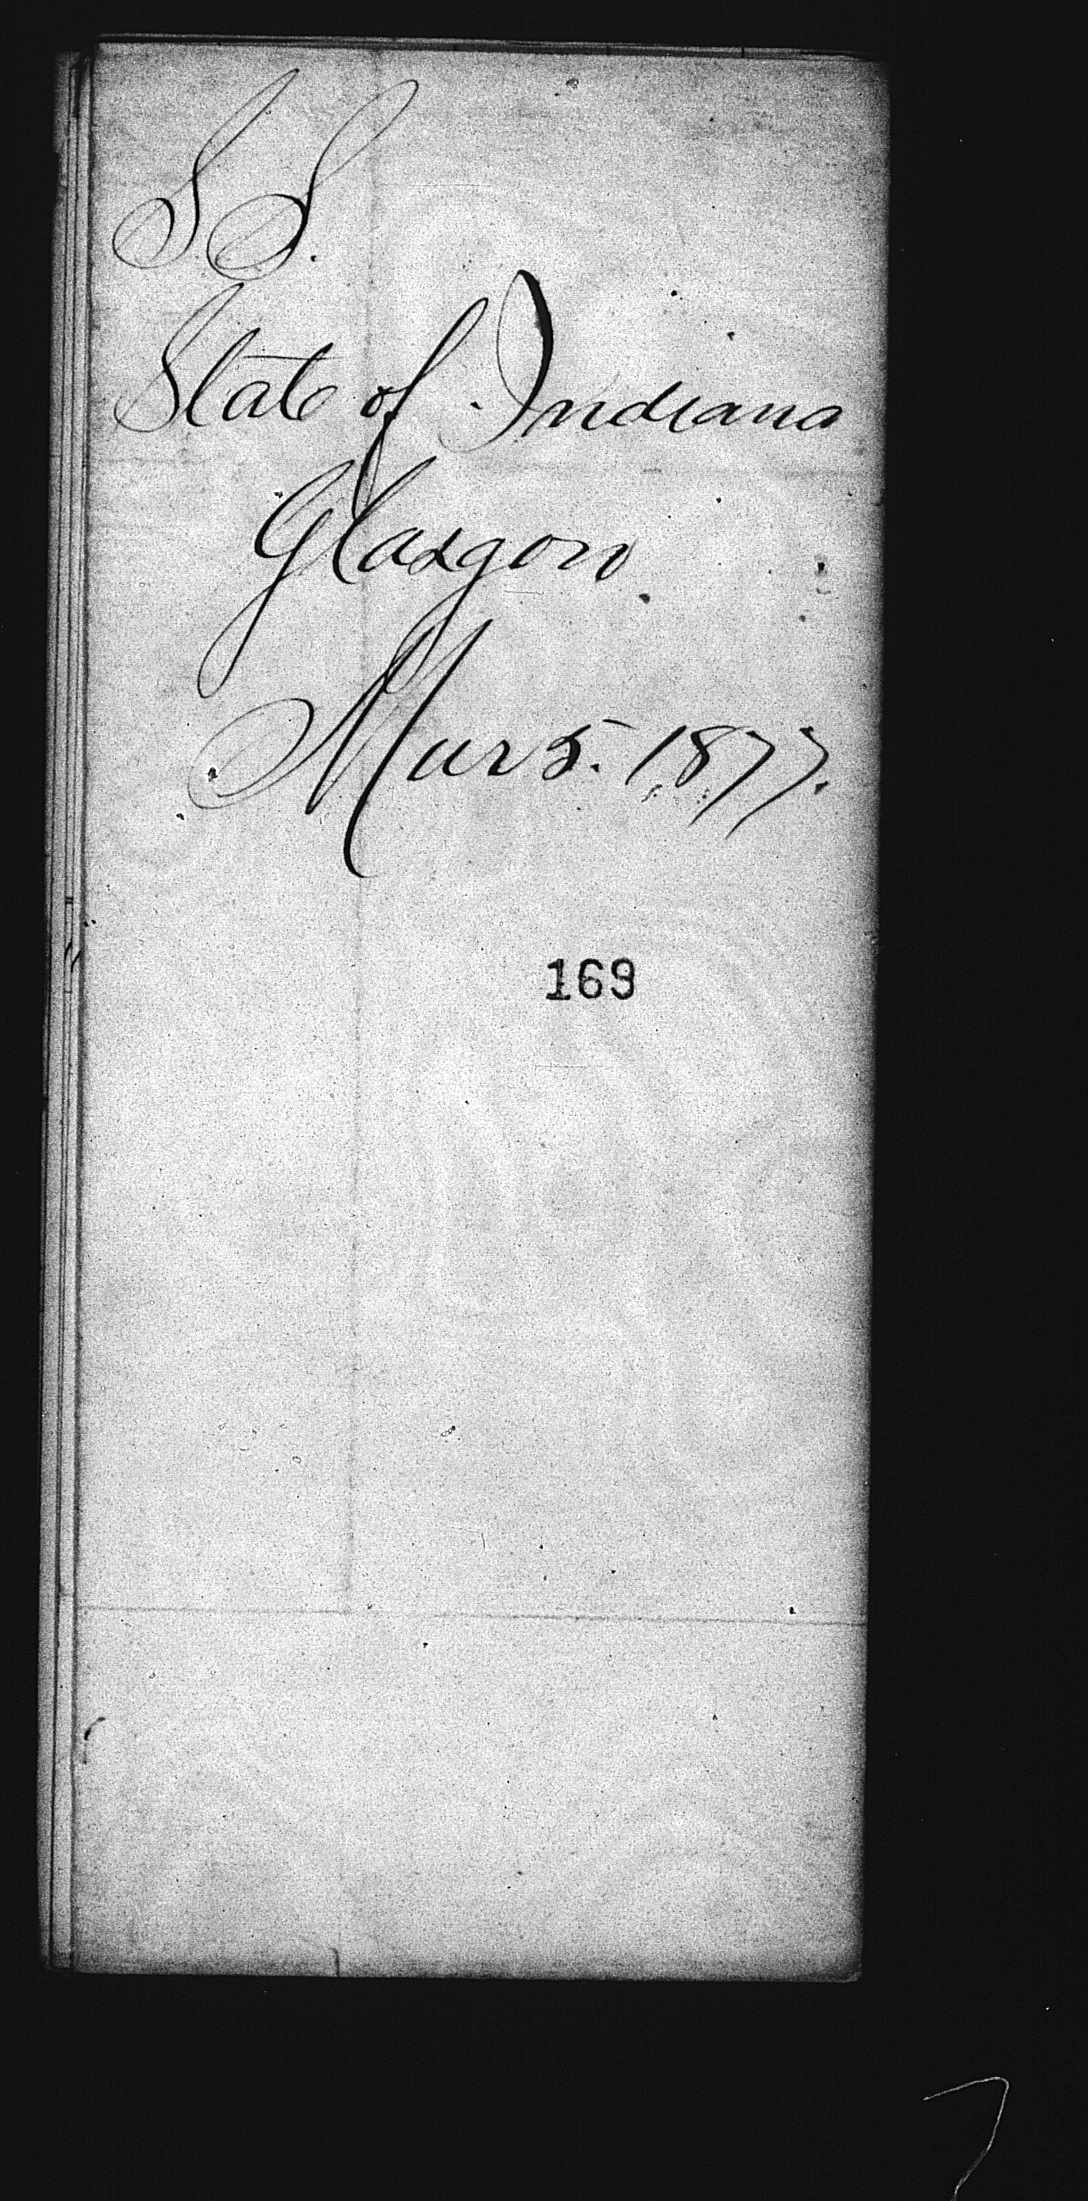 S S.
State of Indiana
Glasgow.
Mar 5. 1877.
169